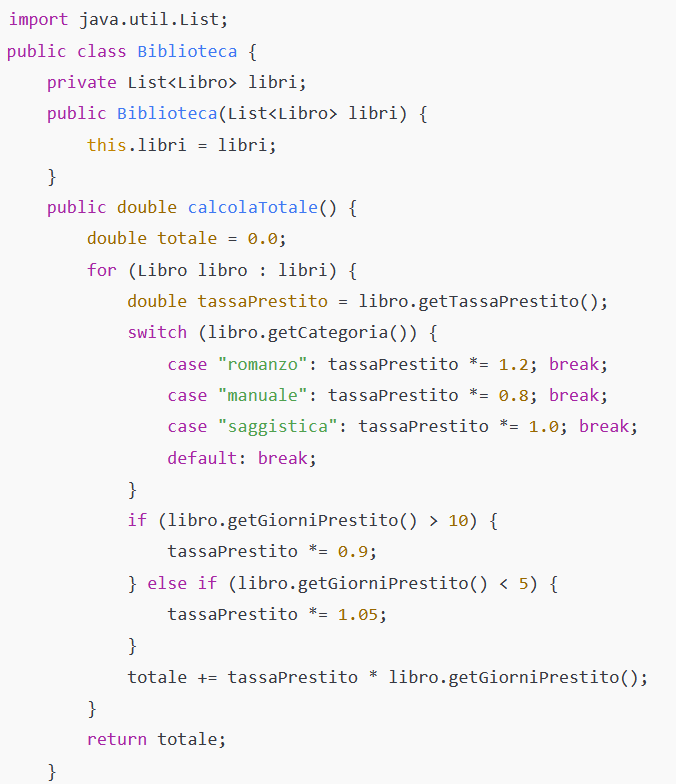 import java.util.List;
public class Biblioteca {
    private List<Libro> libri;
    public Biblioteca(List<Libro> libri) {
        this.libri = libri;
    }
    public double calcolaTotale() {
        double totale = 0.0;
        for (Libro libro : libri) {
            double tassaPrestito = libro.getTassaPrestito();
            switch (libro.getCategoria()) {
                case "romanzo": tassaPrestito *= 1.2; break;
                case "manuale": tassaPrestito *= 0.8; break;
                case "saggistica": tassaPrestito *= 1.0; break;
                default: break;
            }
            if (libro.getGiorniPrestito() > 10) {
                tassaPrestito *= 0.9;
            } else if (libro.getGiorniPrestito() < 5) {
                tassaPrestito *= 1.05;
            }
            totale += tassaPrestito * libro.getGiorniPrestito();
        }
        return totale;
    }